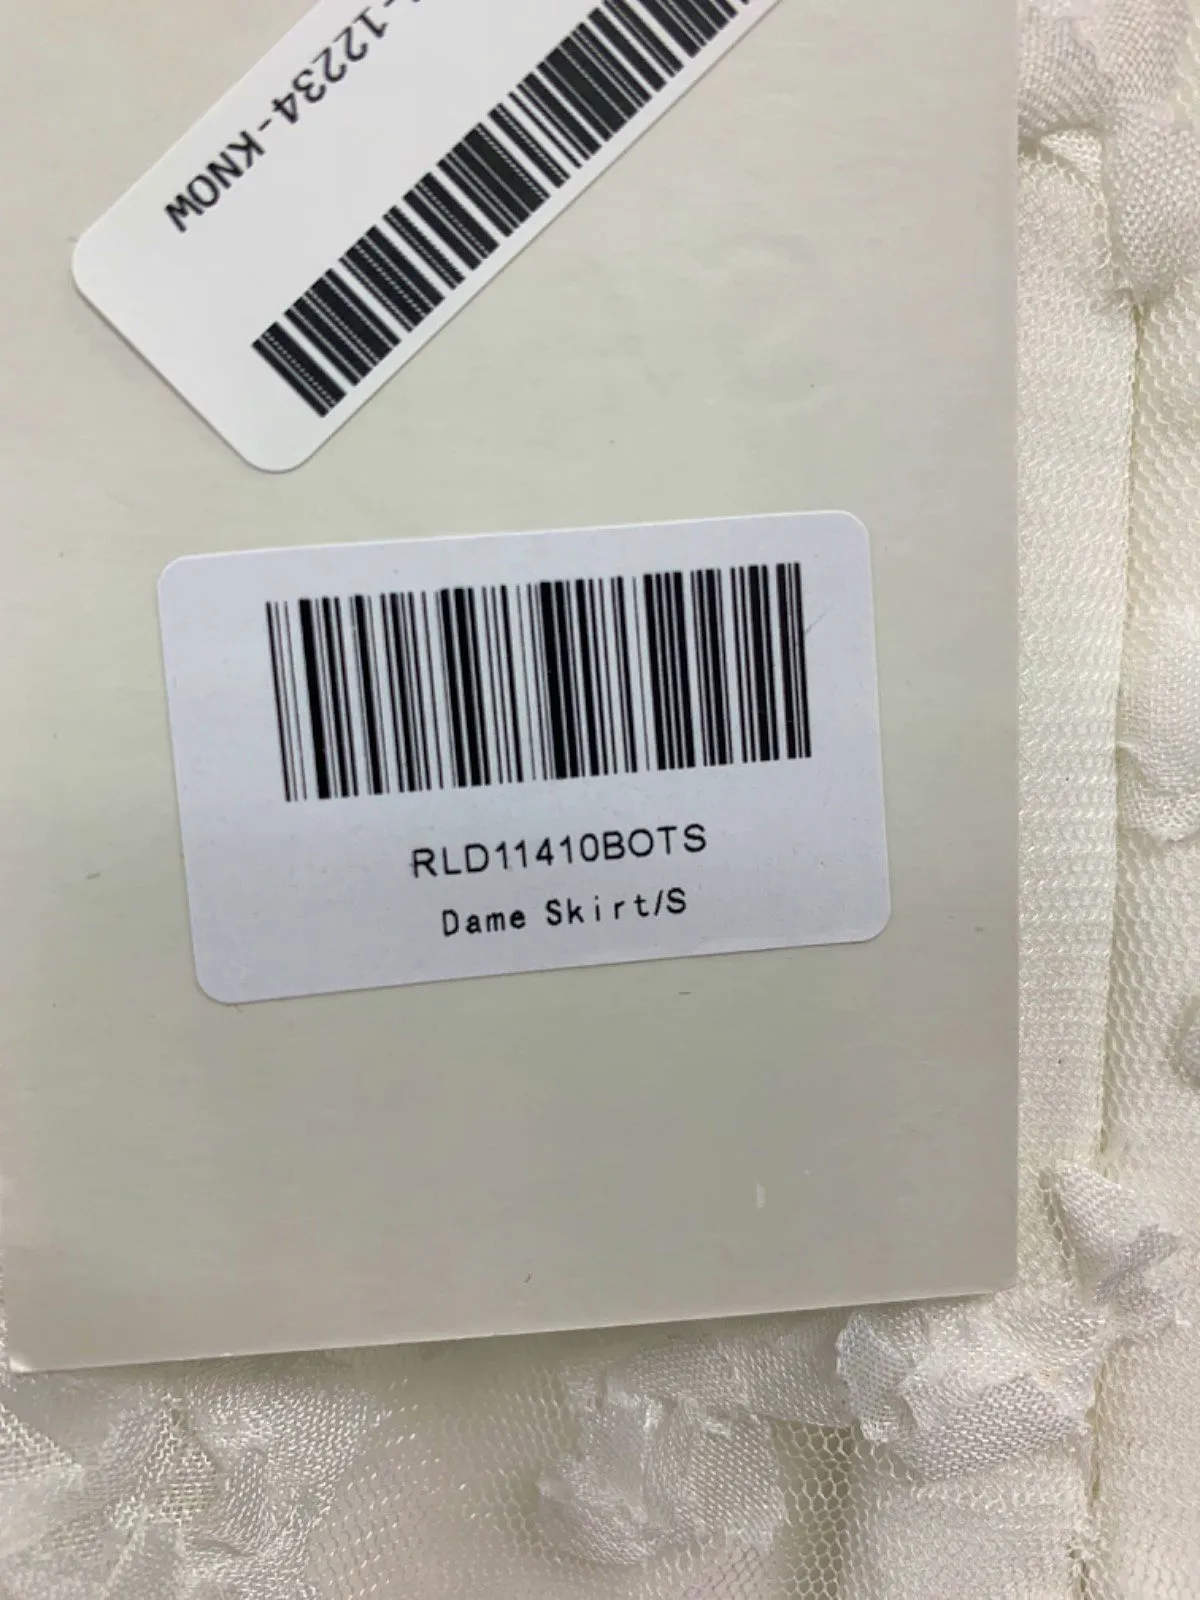 -12234-KNOW
RLD11410BOTS
Dame Skirt/S